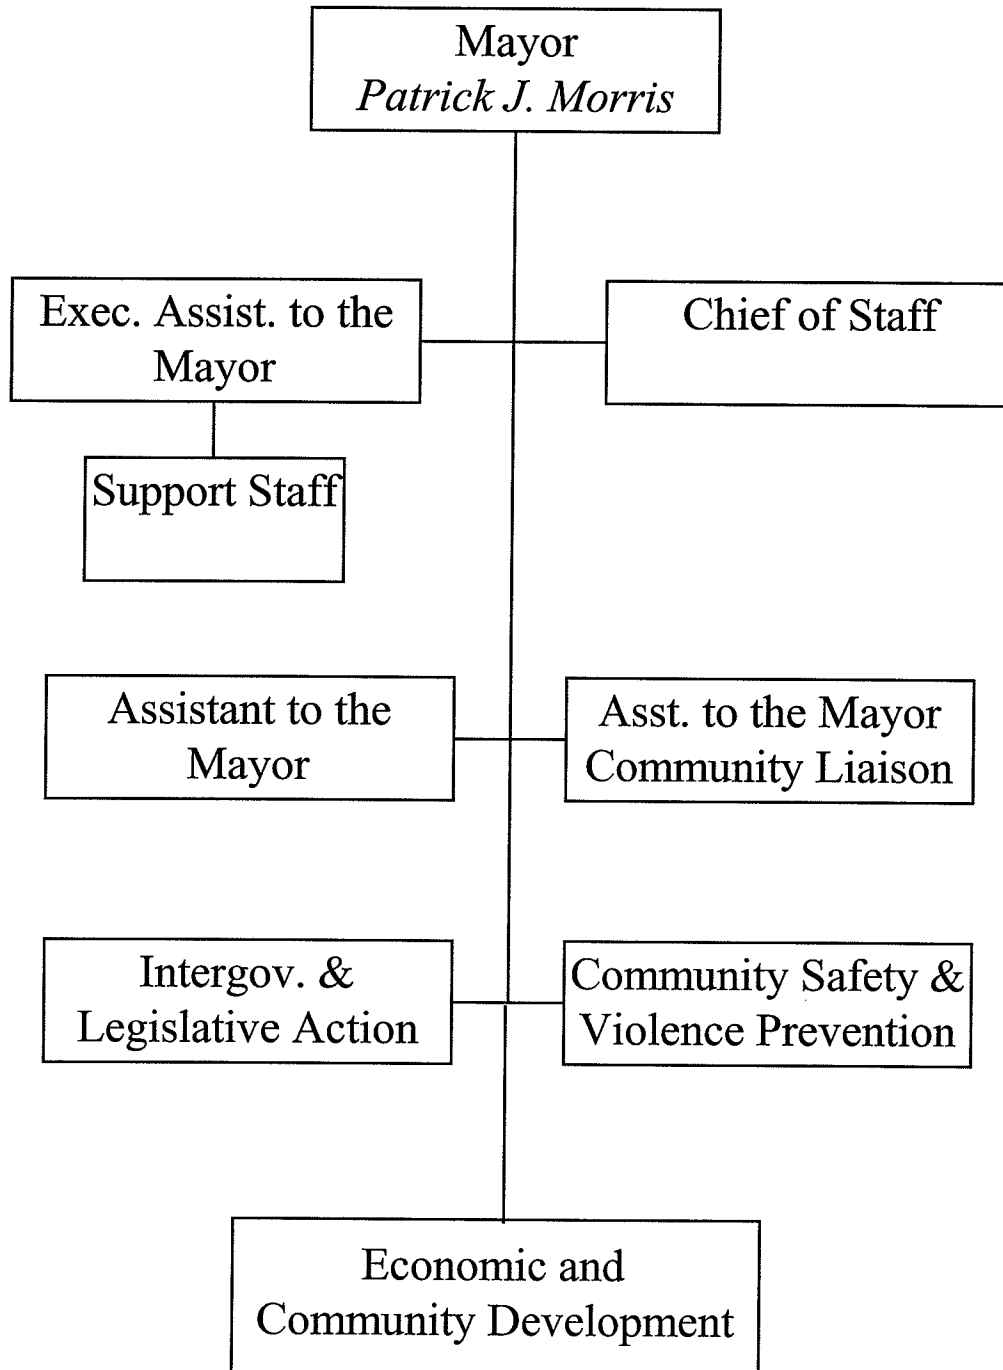 Mayor
Patrick J. Morris
Exec. Assist. to the
Mayor
Chief of Staff
Support Staff
Assistant to the
Mayor
Asst. to the Mayor
Community Liaison
Intergov. &
Legislative Action
Community Safety &
Violence Prevention
Economic and
Community Development